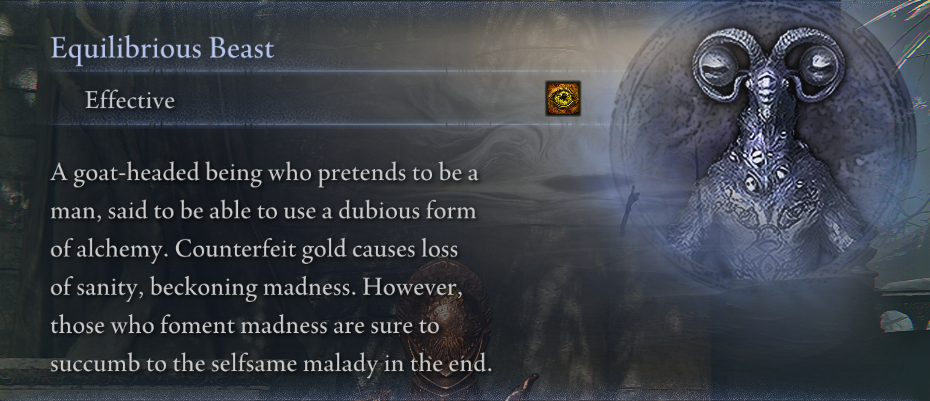 Equilibrious Beast
Effective
A goat-headed being who pretends to be a
man, said to be able to use a dubious form
of alchemy. Counterfeit gold causes loss
of sanity, beckoning madness. However,
those who foment madness are sure to
succumb to the selfsame malady in the end.